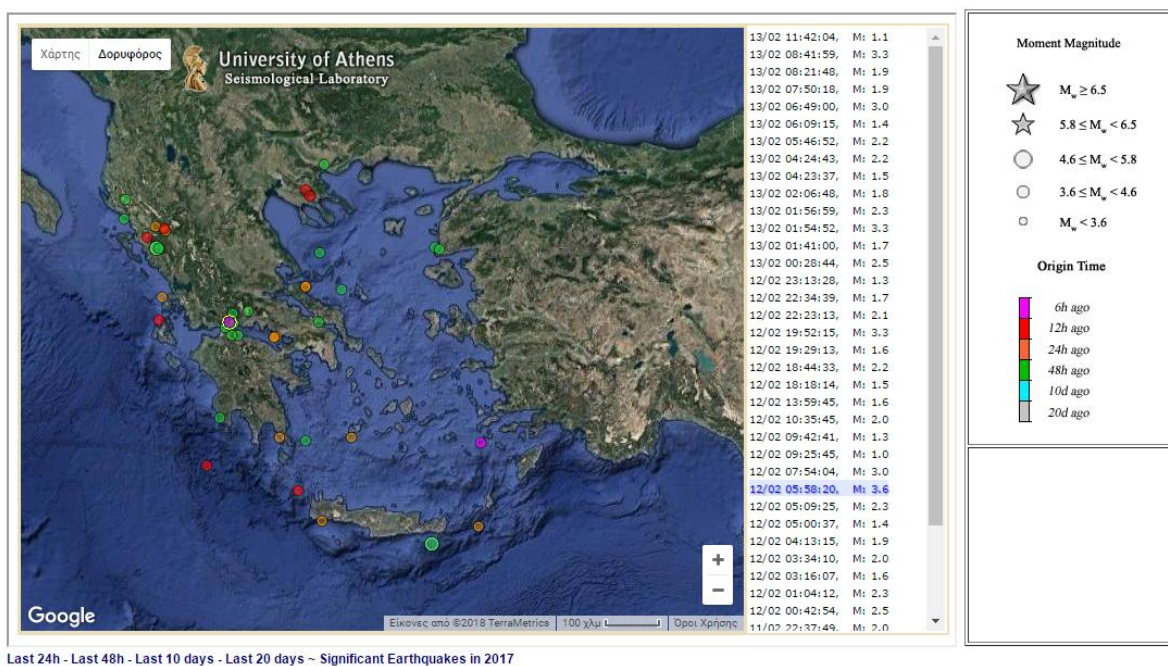 Χάρτης Δορυφόρος
University of Athens
Seismological Laboratory
13/02 11:42:04, M: 1.1
13/02 08:41:59, M: 3.3
13/02 08:21:48, M: 1.9
13/02 07:50:18, M: 1.9
13/02 06:49:00, M: 3.0
13/02 06:09:15, M: 1.4
13/02 05:46:52, M: 2.2
13/02 04:24:43, M: 2.2
13/02 04:23:37, M: 1.5
13/02 02:06:48, M: 1.8
13/02 01:56:59, M: 2.3
13/02 01:54:52, M: 3.3
13/02 01:41:00, M: 1.7
13/02 00:28:44, M: 2.5
12/02 23:13:28, M: 1.3
12/02 22:34:39, M: 1.7
12/02 22:23:13, M: 2.1
12/02 19:52:15, M: 3.3
12/02 19:29:13, M: 1.6
12/02 18:44:33, M: 2.2
12/02 18:18:14, M: 1.5
12/02 13:59:45, M: 1.6
12/02 10:35:45, M: 2.0
12/02 09:42:41, M: 1.3
12/02 09:25:45, M: 1.0
12/02 07:54:04, M: 3.0
12/02 05:58:20, M: 3.6
12/02 05:09:25, M: 2.3
12/02 05:00:37, M: 1.4
12/02 04:13:15, M: 1.9
12/02 03:34:10, M: 2.0
12/02 03:16:07, M: 1.6
12/02 01:04:12, M: 2.3
12/02 00:42:54, M: 2.5
11/02 22:37:49, M: 2.0
+
−
Google
Εικόνες από ©2018 TerraMetrics 100 χλμ Όροι Χρήσης
Moment Magnitude
Mw ≥ 6.5
5.8 ≤ Mw < 6.5
4.6 ≤ Mw < 5.8
3.6 ≤ Mw < 4.6
Mw < 3.6
Origin Time
6h ago
12h ago
24h ago
48h ago
10d ago
20d ago
Last 24h - Last 48h - Last 10 days - Last 20 days ~ Significant Earthquakes in 2017